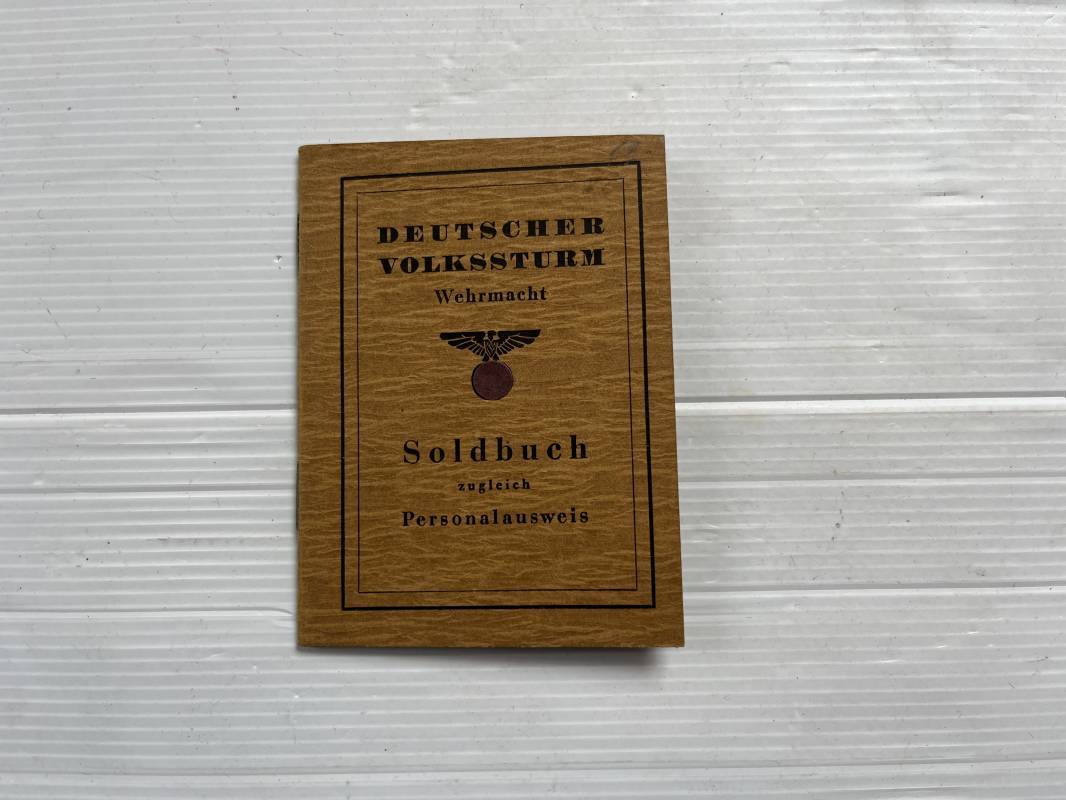 DEUTSCHER
VOLKSSTURM
Wehrmacht
Soldbuch
zugleich
Personalausweis